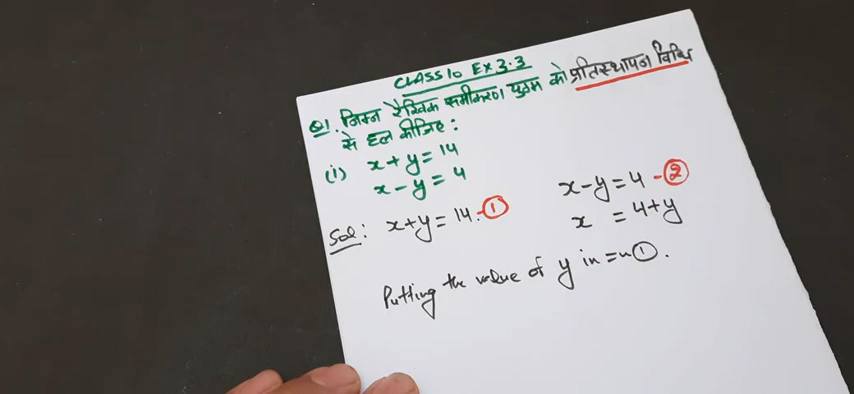 CLASS 10 EX 3.3
Q1. निम्न रैखिक समीकरण युग्म को प्रतिस्थापन विधि
से हल कीजिए:
(i) x + y = 14
x - y = 4
Sol: x + y = 14 - ①
x - y = 4 - ②
x = 4 + y
Putting the value of y in =n ①.